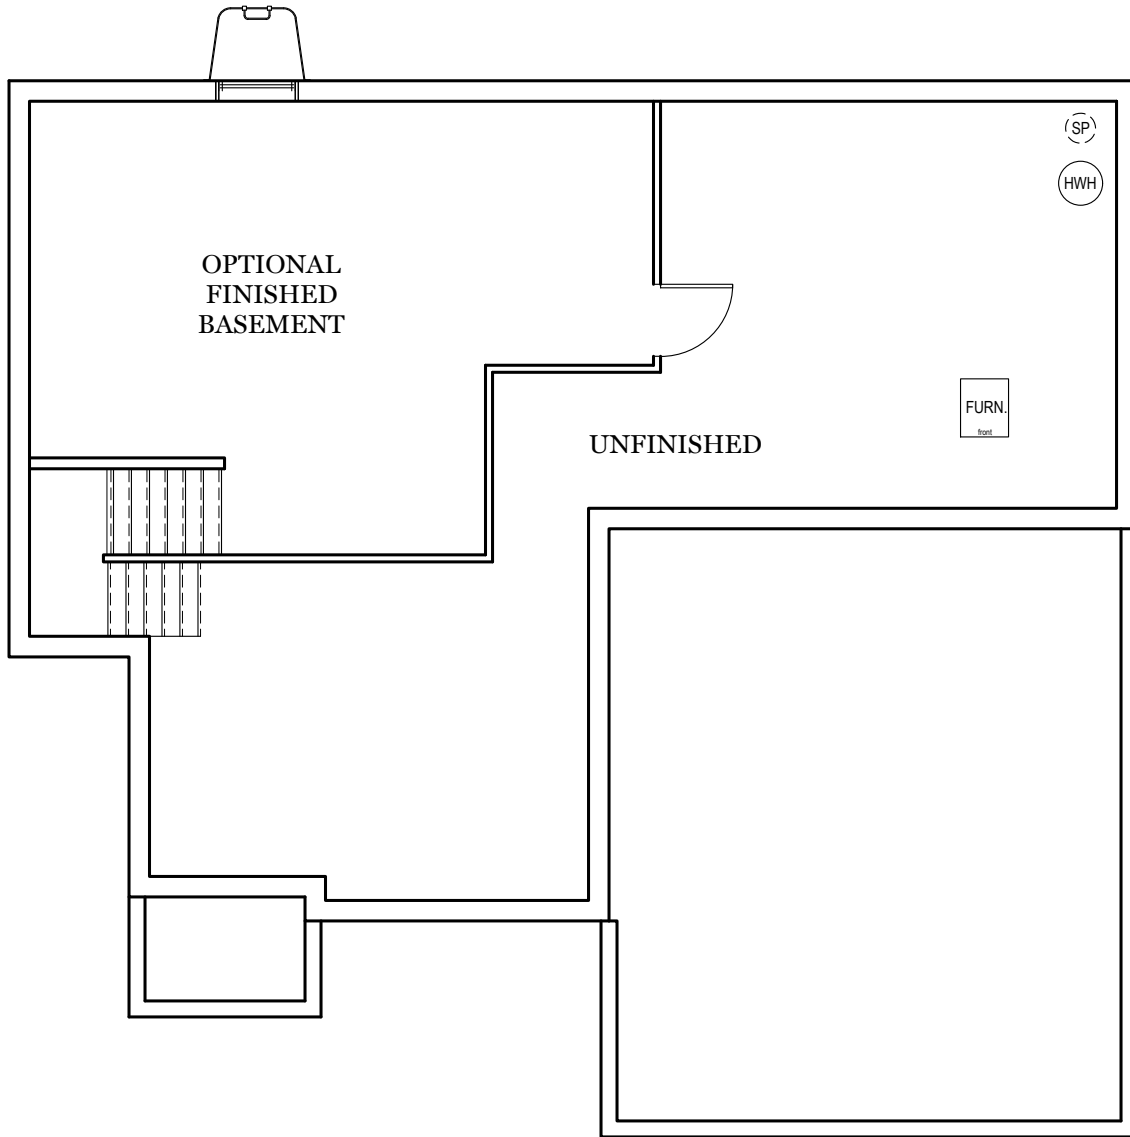 SP
HWH
OPTIONAL
FINISHED
BASEMENT
FURN.
front
UNFINISHED